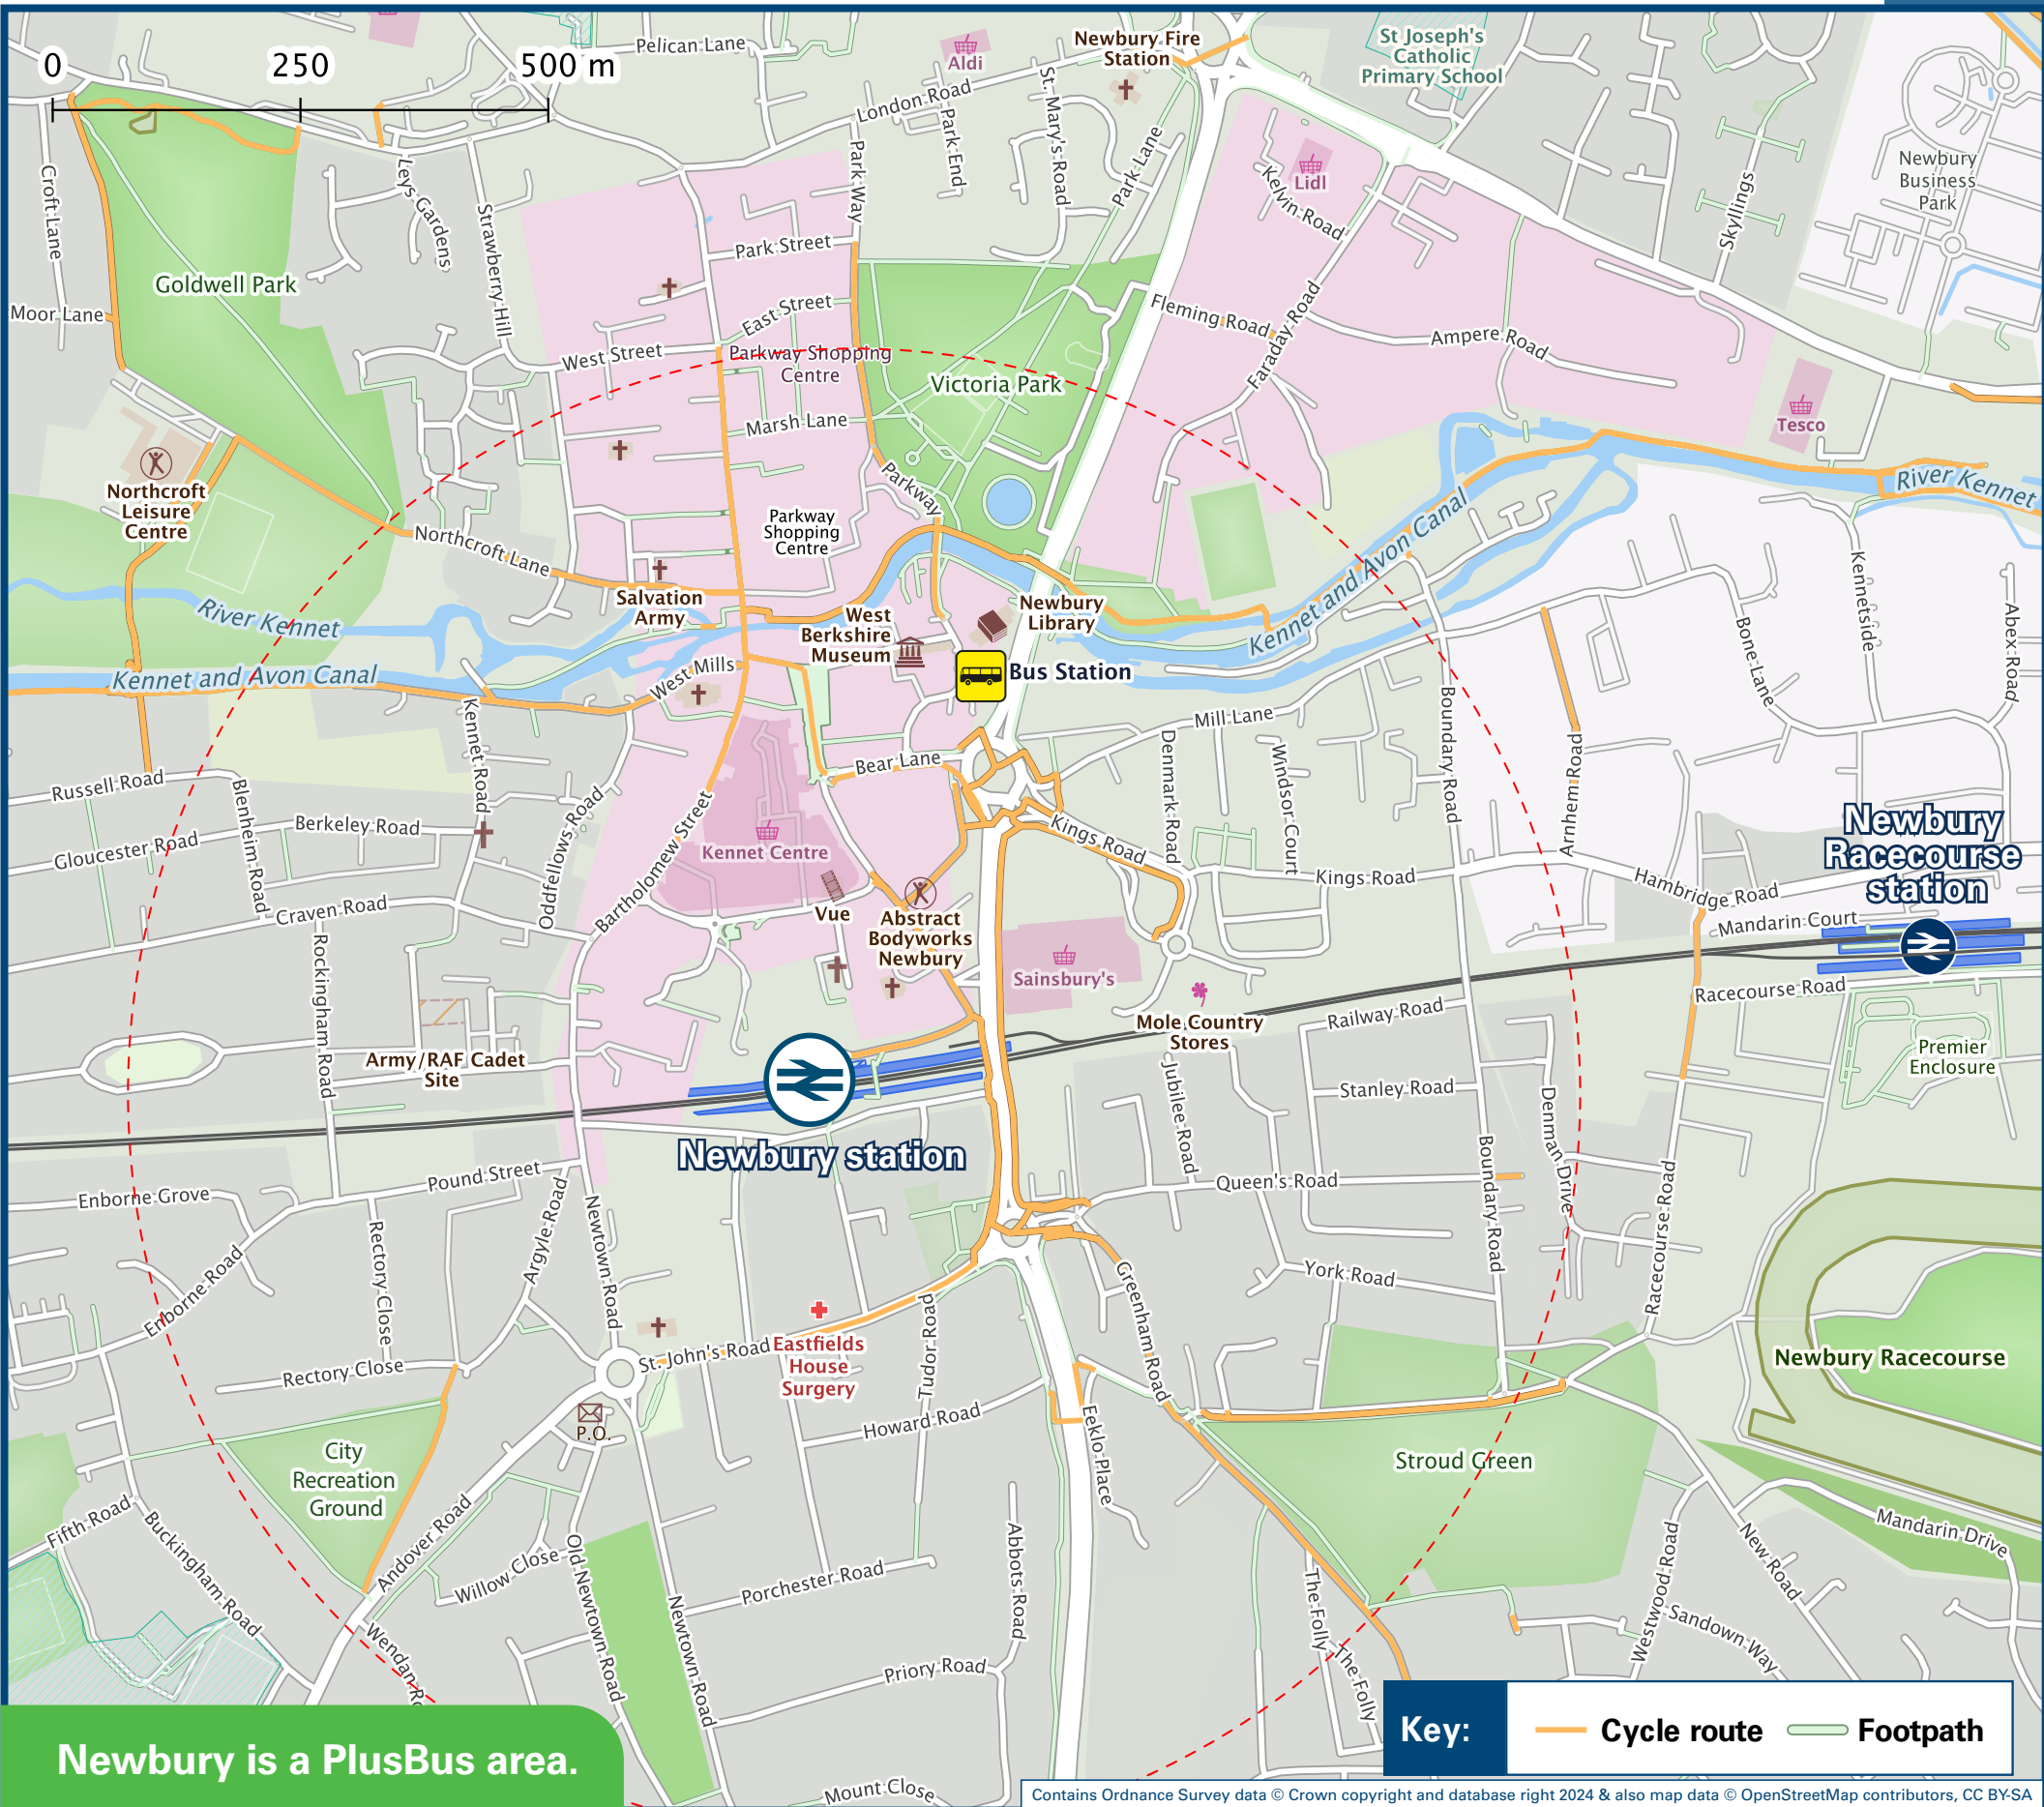 0 250 500 m
Pelican Lane
Aldi
Newbury Fire
Station
St Joseph's
Catholic
Primary School
London Road
Park End
St. Mary's Road
Park Lane
Park Way
Croft Lane
Leys Gardens
Strawberry Hill
Lidl
Kelvin Road
Skyllings
Newbury
Business
Park
Park Street
Goldwell Park
Moor Lane
East Street
West Street
Parkway Shopping
Centre
Victoria Park
Fleming Road
Faraday Road
Ampere Road
Marsh Lane
Tesco
Northcroft
Leisure
Centre
Parkway
Parkway
Shopping
Centre
Northcroft Lane
River Kennet
Kennet and Avon Canal
Kenneside
Abex Road
Bone Lane
Salvation
Army
West
Berkshire
Museum
Newbury
Library
River Kennet
Kennet and Avon Canal
West Mills
Bus Station
Mill Lane
Kennet Road
Boundary Road
Denmark Road
Windsor Court
Arnhem Road
Bear Lane
Russell Road
Blenheim Road
Berkeley Road
Gloucester Road
Oddfellows Road
Bartholomew Street
Kennet Centre
Kings Road
Kings Road
Newbury
Racecourse
station
Hambridge Road
Mandarin Court
Craven Road
Vue
Abstract
Bodyworks
Newbury
Sainsbury's
Rockingham Road
Racecourse Road
Mole Country
Stores
Railway Road
Army/RAF Cadet
Site
Premier
Enclosure
Jubilee Road
Stanley Road
Denman Drive
Newbury station
Boundary Road
Queen's Road
Pound Street
Enborne Grove
Argyle Road
Newtown Road
Rectory Close
Enborne Road
Racecourse Road
York Road
Greenham Road
Tudor Road
Eastfields
House
Surgery
St. John's Road
Rectory Close
Newbury Racecourse
P.O.
Howard Road
Eeklo Place
City
Recreation
Ground
Stroud Green
Fifth Road
Buckingham Road
Andover Road
Willow Close
Old Newtown Road
Porchester Road
Abbots Road
Mandarin Drive
New Road
Westwood Road
Sandown Way
The Folly
The Folly
Wendan Ro
Newtown Road
Priory Road
Mount Close
Newbury is a PlusBus area.
Key:
Cycle route
Footpath
Contains Ordnance Survey data © Crown copyright and database right 2024 & also map data © OpenStreetMap contributors, CC BY-SA